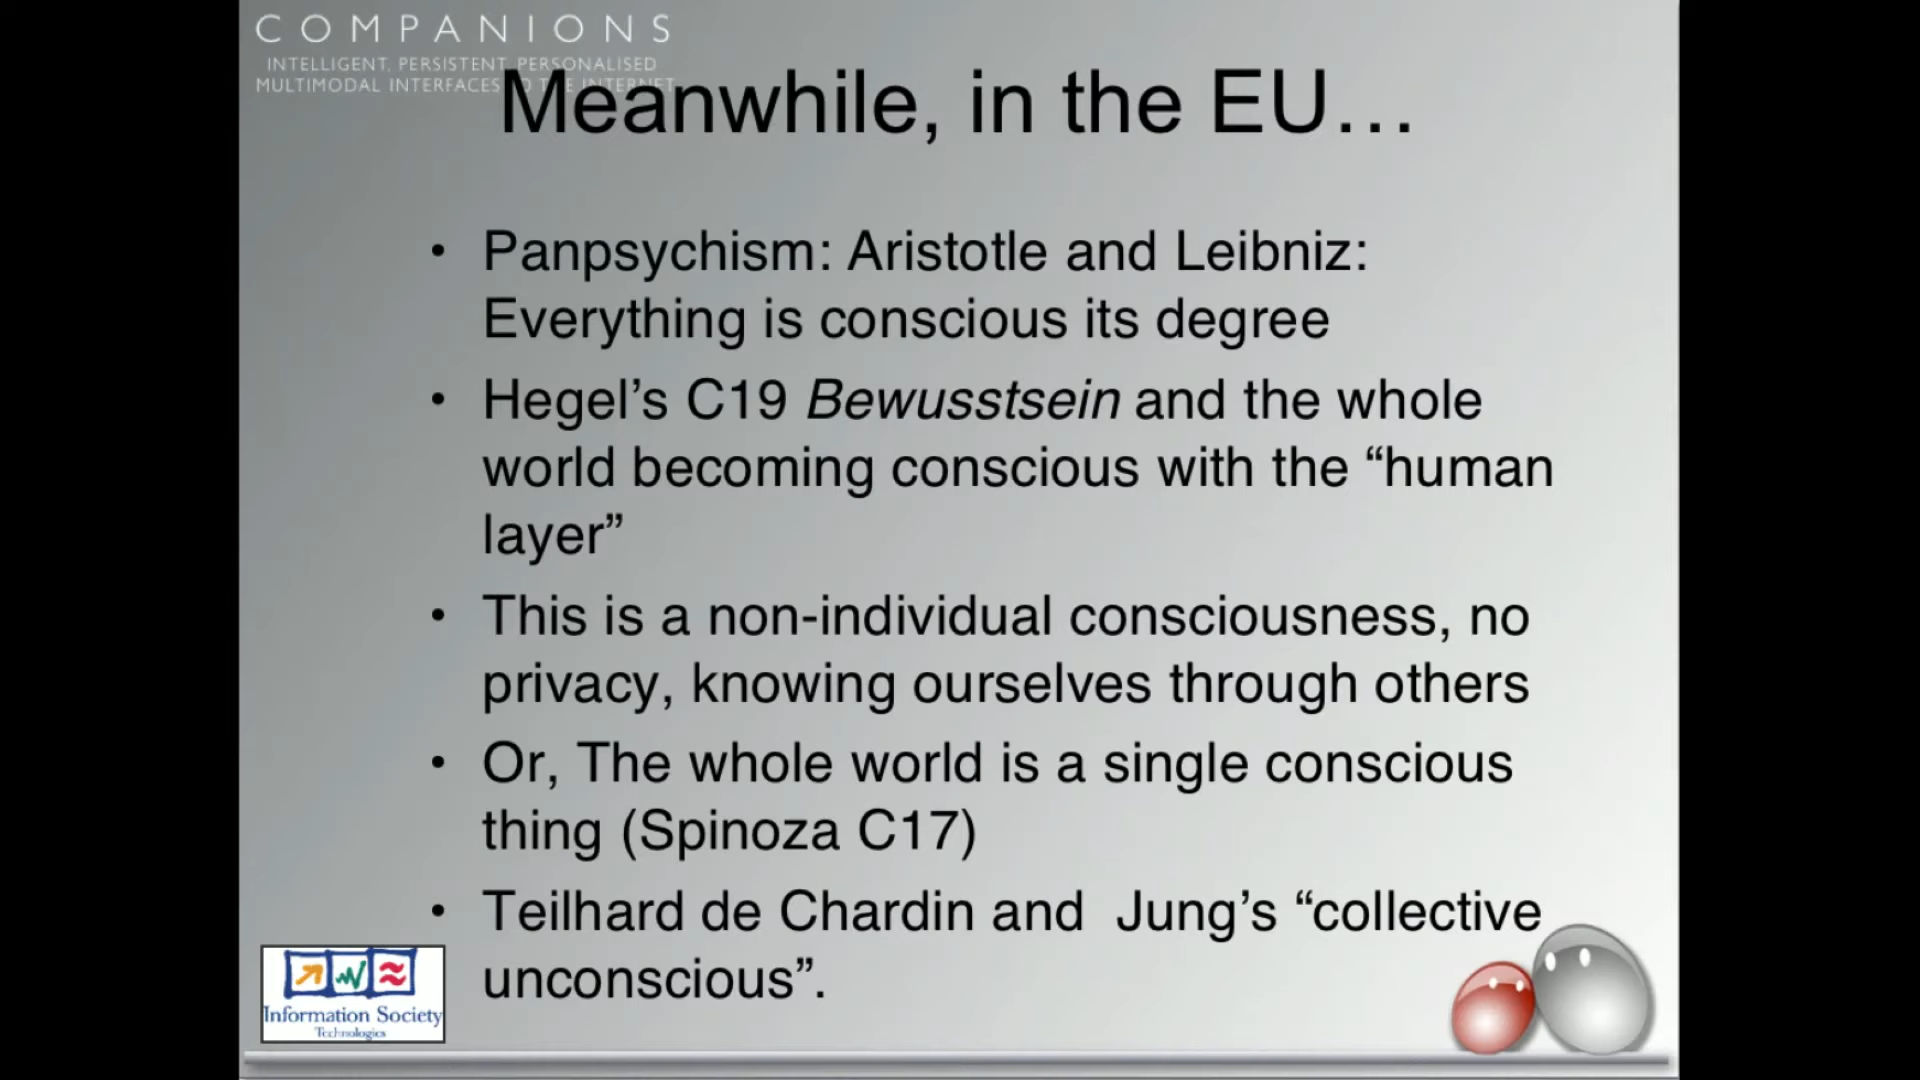 COMPANIONS
INTELLIGENT, PERSISTENT, PERSONALISED
MULTIMODAL INTERFACES TO THE INTERNET
Meanwhile, in the EU…
• Panpsychism: Aristotle and Leibniz:
Everything is conscious its degree
• Hegel’s C19 Bewusstsein and the whole
world becoming conscious with the “human
layer”
• This is a non-individual consciousness, no
privacy, knowing ourselves through others
• Or, The whole world is a single conscious
thing (Spinoza C17)
• Teilhard de Chardin and  Jung’s “collective
unconscious”.
Information Society
Technologies